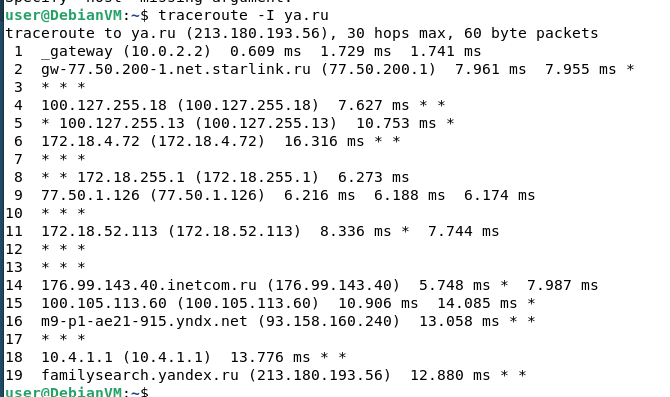 Specify "host" missing argument.
user@DebianVM:~$ traceroute -I ya.ru
traceroute to ya.ru (213.180.193.56), 30 hops max, 60 byte packets
 1  _gateway (10.0.2.2)  0.609 ms  1.729 ms  1.741 ms
 2  gw-77.50.200-1.net.starlink.ru (77.50.200.1)  7.961 ms  7.955 ms *
 3  * * *
 4  100.127.255.18 (100.127.255.18)  7.627 ms * *
 5  * 100.127.255.13 (100.127.255.13)  10.753 ms *
 6  172.18.4.72 (172.18.4.72)  16.316 ms * *
 7  * * *
 8  * * 172.18.255.1 (172.18.255.1)  6.273 ms
 9  77.50.1.126 (77.50.1.126)  6.216 ms  6.188 ms  6.174 ms
10  * * *
11  172.18.52.113 (172.18.52.113)  8.336 ms *  7.744 ms
12  * * *
13  * * *
14  176.99.143.40.inetcom.ru (176.99.143.40)  5.748 ms *  7.987 ms
15  100.105.113.60 (100.105.113.60)  10.906 ms  14.085 ms *
16  m9-p1-ae21-915.yndx.net (93.158.160.240)  13.058 ms * *
17  * * *
18  10.4.1.1 (10.4.1.1)  13.776 ms * *
19  familysearch.yandex.ru (213.180.193.56)  12.880 ms * *
user@DebianVM:~$